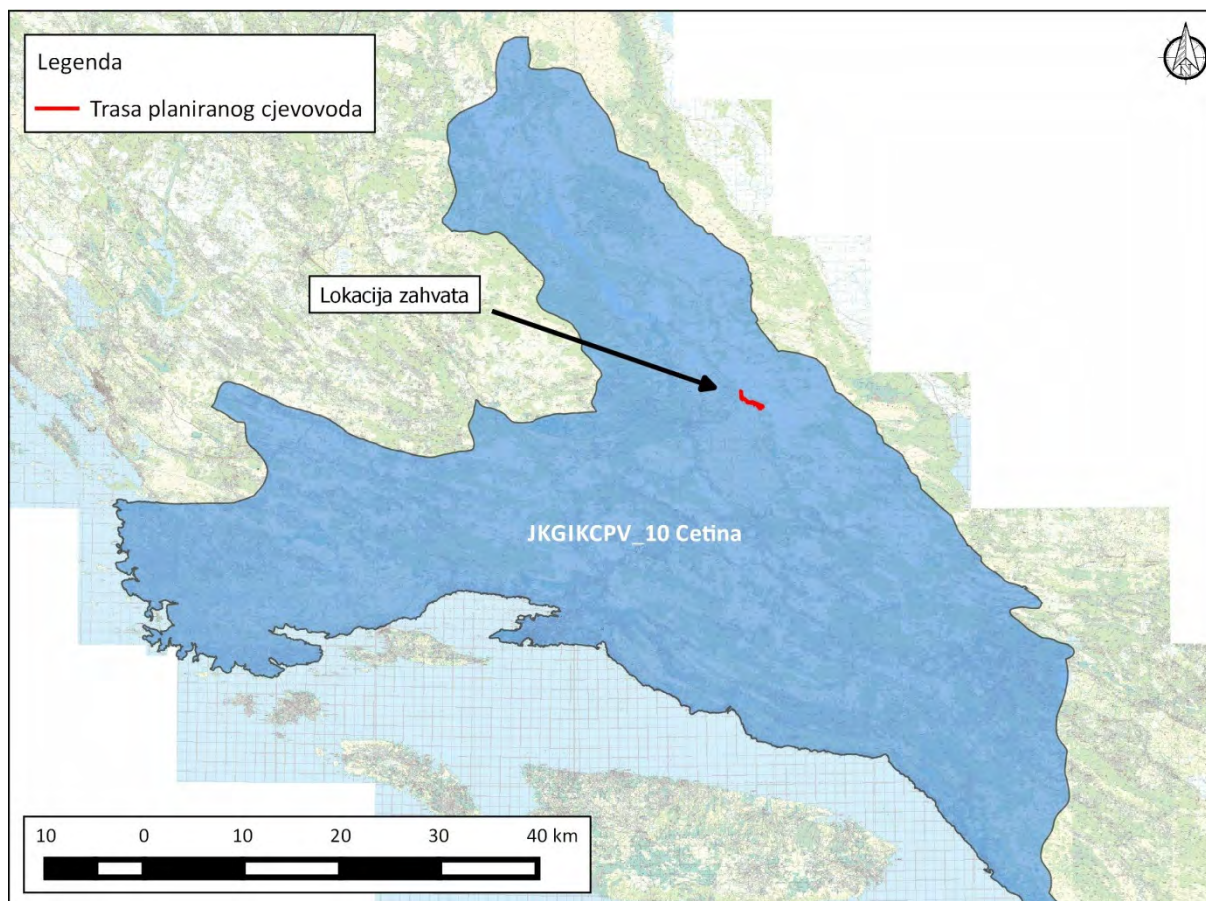 Legenda
Trasa planiranog cjevovoda
Lokacija zahvata
JKGIKCPV_10 Cetina
10 0 10 20 30 40 km
N